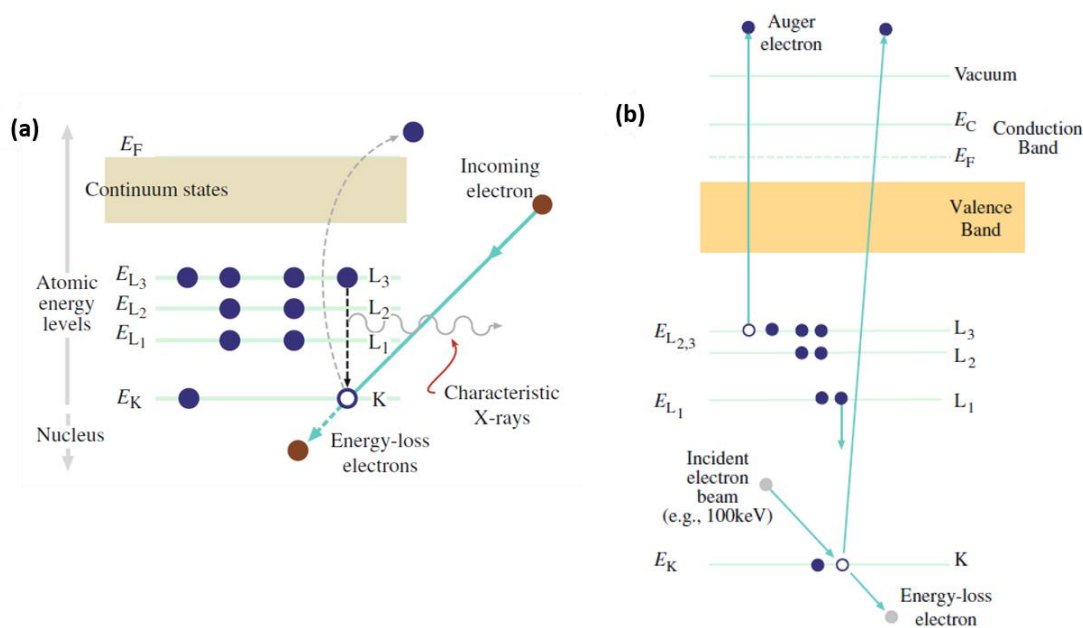 (a)
E_F
Continuum states
Incoming
electron
Atomic
energy
levels
E_L3
L3
E_L2
L2
E_L1
L1
E_K
K
Characteristic
X-rays
Nucleus
Energy-loss
electrons
(b)
Auger
electron
Vacuum
E_C
Conduction
Band
E_F
Valence
Band
E_L2,3
L3
L2
E_L1
L1
Incident
electron
beam
(e.g., 100keV)
E_K
K
Energy-loss
electron